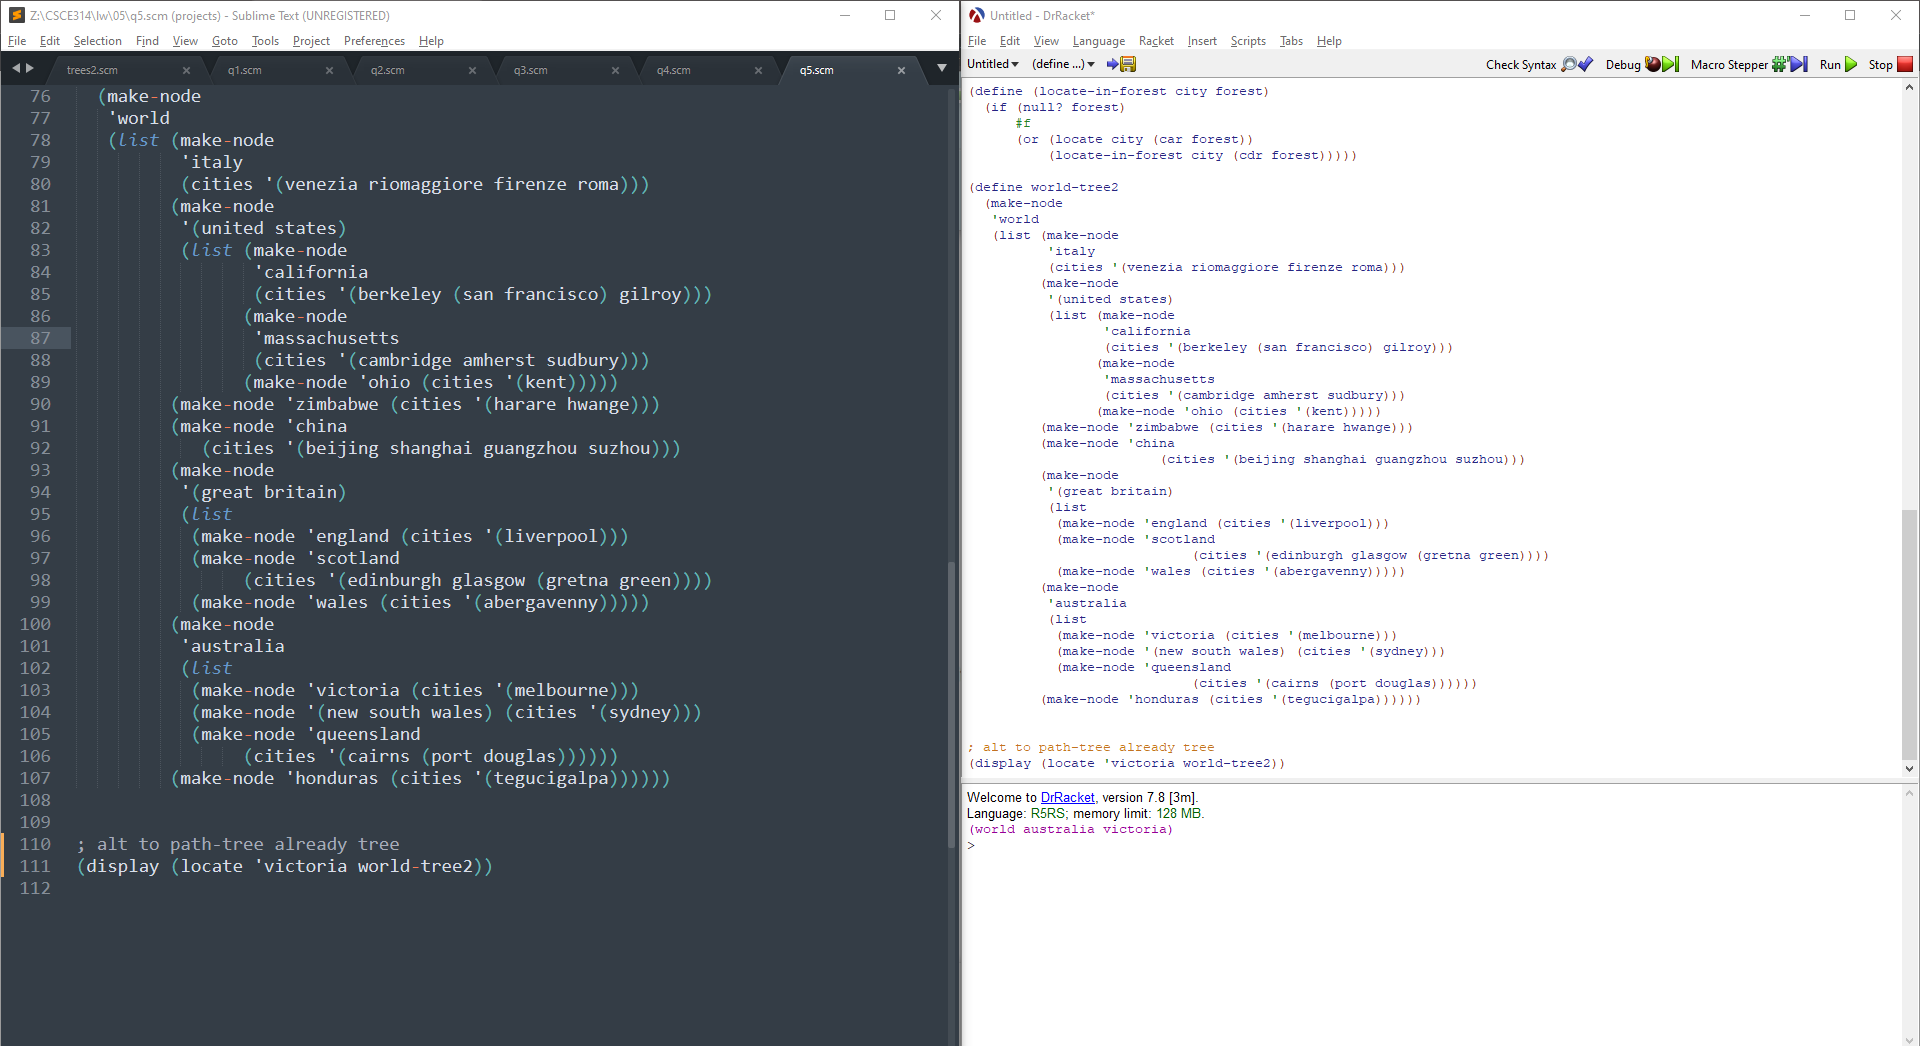 Z:\CSCE314\lw\05\q5.scm (projects) - Sublime Text (UNREGISTERED)
File Edit Selection Find View Goto Tools Project Preferences Help
trees2.scm q1.scm q2.scm q3.scm q4.scm q5.scm
76 (make-node
77 'world
78 (list (make-node
79 'italy
80 (cities '(venezia riomaggiore firenze roma)))
81 (make-node
82 '(united states)
83 (list (make-node
84 'california
85 (cities '(berkeley (san francisco) gilroy)))
86 (make-node
87 'massachusetts
88 (cities '(cambridge amherst sudbury)))
89 (make-node 'ohio (cities '(kent)))))
90 (make-node 'zimbabwe (cities '(harare hwange)))
91 (make-node 'china
92 (cities '(beijing shanghai guangzhou suzhou)))
93 (make-node
94 '(great britain)
95 (list
96 (make-node 'england (cities '(liverpool)))
97 (make-node 'scotland
98 (cities '(edinburgh glasgow (gretna green))))
99 (make-node 'wales (cities '(abergavenny)))))
100 (make-node
101 'australia
102 (list
103 (make-node 'victoria (cities '(melbourne)))
104 (make-node '(new south wales) (cities '(sydney)))
105 (make-node 'queensland
106 (cities '(cairns (port douglas))))))
107 (make-node 'honduras (cities '(tegucigalpa))))))
108
109
110 ; alt to path-tree already tree
111 (display (locate 'victoria world-tree2))
112
Untitled - DrRacket*
File Edit View Language Racket Insert Scripts Tabs Help
Untitled (define ...) Check Syntax Debug Macro Stepper Run Stop
(define (locate-in-forest city forest)
(if (null? forest)
#f
(or (locate city (car forest))
(locate-in-forest city (cdr forest)))))
(define world-tree2
(make-node
'world
(list (make-node
'italy
(cities '(venezia riomaggiore firenze roma)))
(make-node
'(united states)
(list (make-node
'california
(cities '(berkeley (san francisco) gilroy)))
(make-node
'massachusetts
(cities '(cambridge amherst sudbury)))
(make-node 'ohio (cities '(kent)))))
(make-node 'zimbabwe (cities '(harare hwange)))
(make-node 'china
(cities '(beijing shanghai guangzhou suzhou)))
(make-node
'(great britain)
(list
(make-node 'england (cities '(liverpool)))
(make-node 'scotland
(cities '(edinburgh glasgow (gretna green))))
(make-node 'wales (cities '(abergavenny)))))
(make-node
'australia
(list
(make-node 'victoria (cities '(melbourne)))
(make-node '(new south wales) (cities '(sydney)))
(make-node 'queensland
(cities '(cairns (port douglas))))))
(make-node 'honduras (cities '(tegucigalpa))))))
; alt to path-tree already tree
(display (locate 'victoria world-tree2))
Welcome to DrRacket, version 7.8 [3m].
Language: R5RS; memory limit: 128 MB.
(world australia victoria)
>